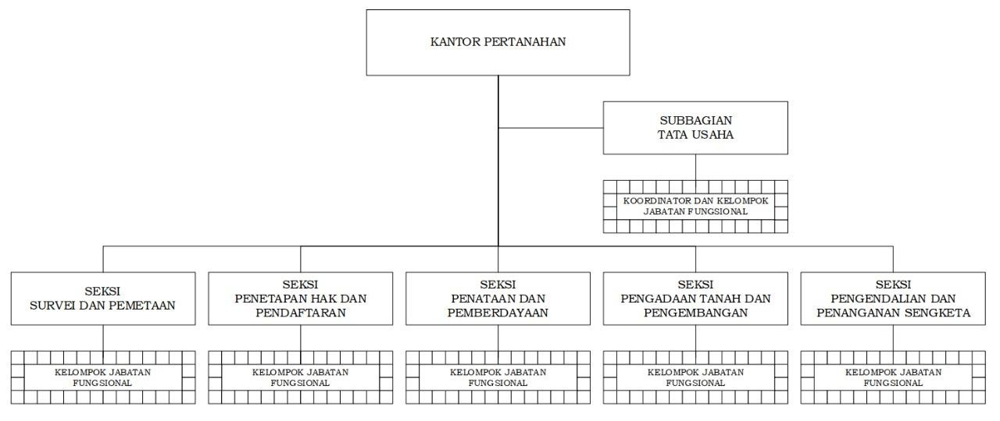 KANTOR PERTANAHAN
SUBBAGIAN
TATA USAHA
KOORDINATOR DAN KELOMPOK
JABATAN FUNGSIONAL
SEKSI
SURVEI DAN PEMETAAN
SEKSI
PENETAPAN HAK DAN
PENDAFTARAN
SEKSI
PENATAAN DAN
PEMBERDAYAAN
SEKSI
PENGADAAN TANAH DAN
PENGEMBANGAN
SEKSI
PENGENDALIAN DAN
PENANGANAN SENGKETA
KELOMPOK JABATAN
FUNGSIONAL
KELOMPOK JABATAN
FUNGSIONAL
KELOMPOK JABATAN
FUNGSIONAL
KELOMPOK JABATAN
FUNGSIONAL
KELOMPOK JABATAN
FUNGSIONAL